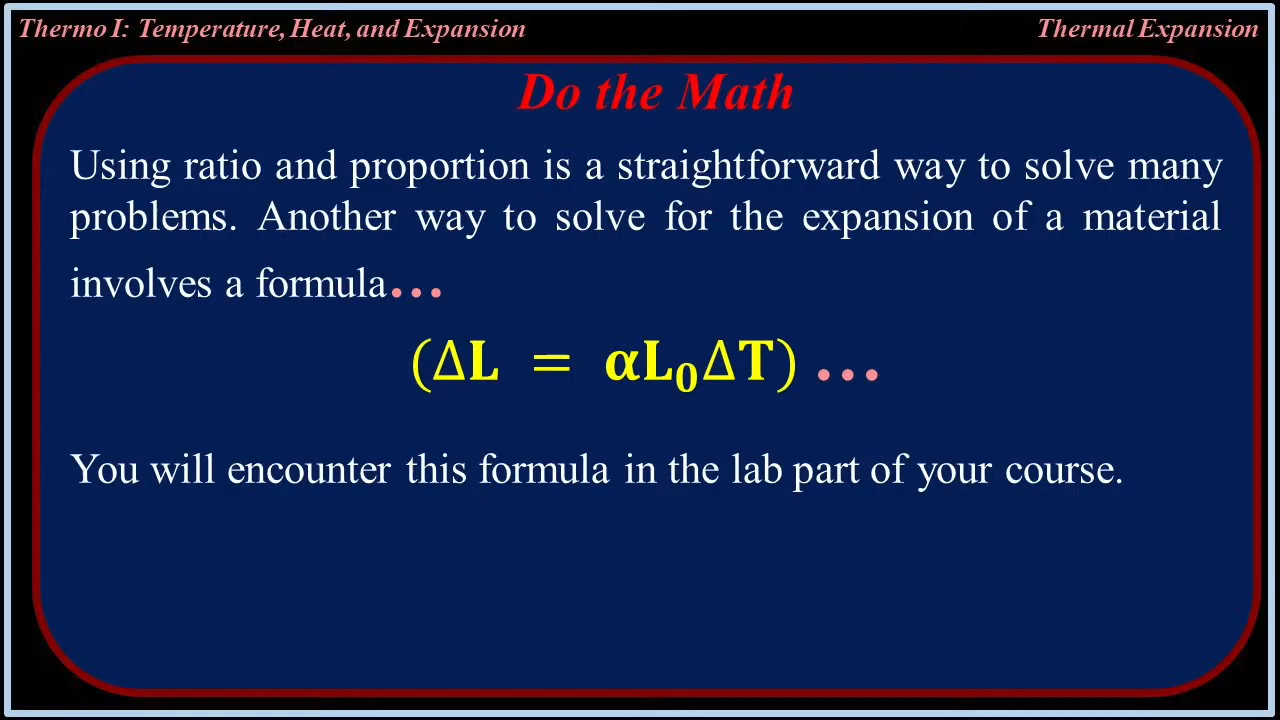 Thermo I: Temperature, Heat, and Expansion
Thermal Expansion
Do the Math
Using ratio and proportion is a straightforward way to solve many
problems. Another way to solve for the expansion of a material
involves a formula…
(∆𝐋 = 𝛂𝐋₀∆𝐓) …
You will encounter this formula in the lab part of your course.